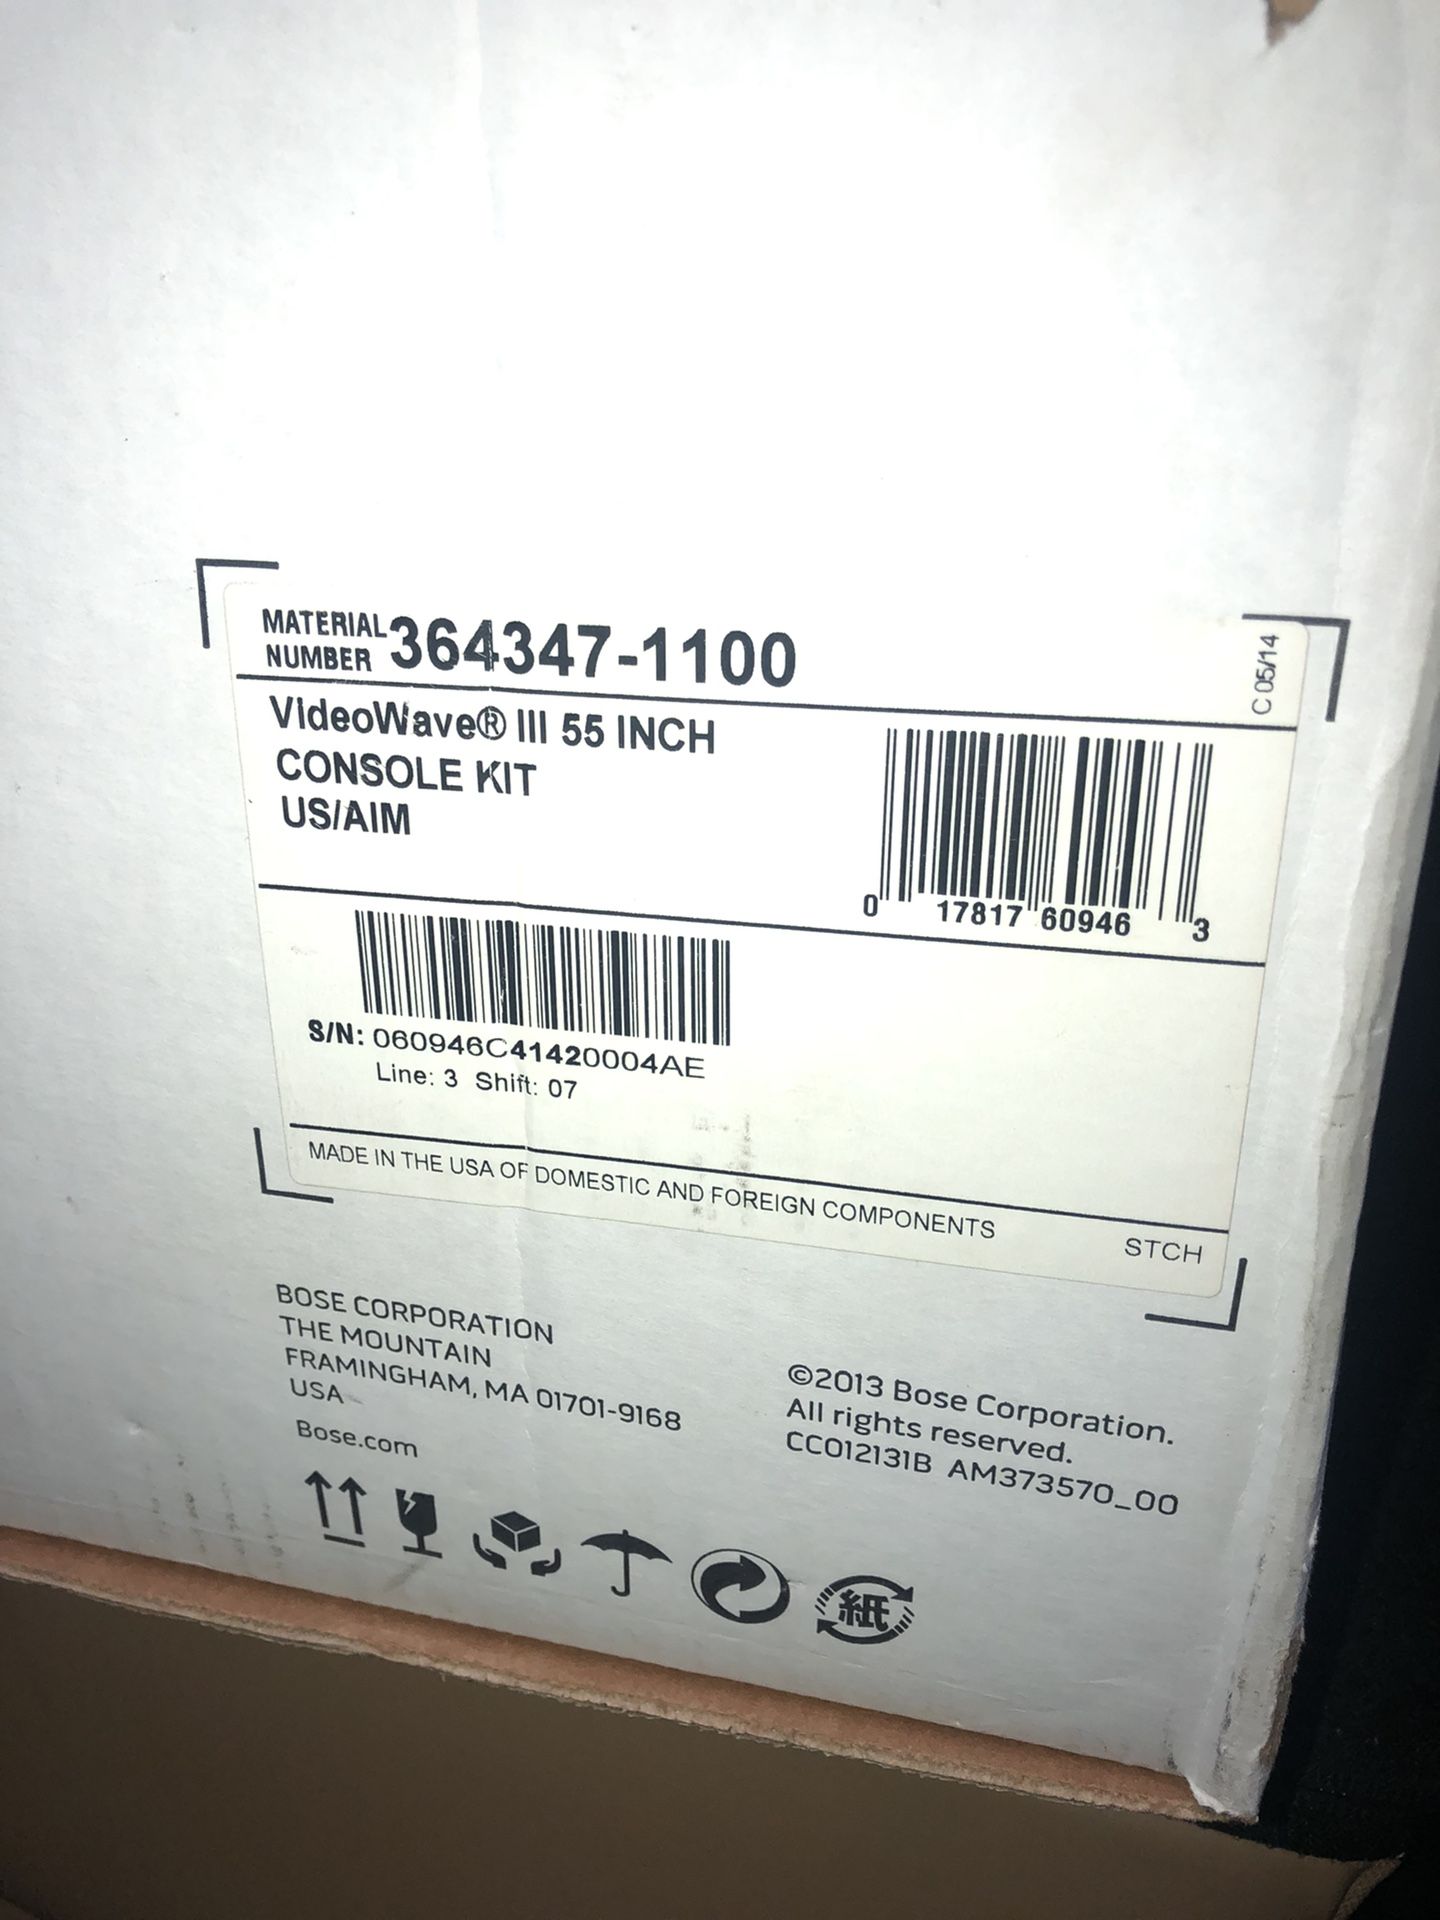 MATERIAL NUMBER 364347-1100
C 05/14
VideoWave® III 55 INCH
CONSOLE KIT
US/AIM
0 17817 60946 3
S/N: 060946C41420004AE
Line: 3 Shift: 07
MADE IN THE USA OF DOMESTIC AND FOREIGN COMPONENTS
STCH
BOSE CORPORATION
THE MOUNTAIN
FRAMINGHAM, MA 01701-9168
USA
Bose.com
©2013 Bose Corporation.
All rights reserved.
CC012131B AM373570_00
紙